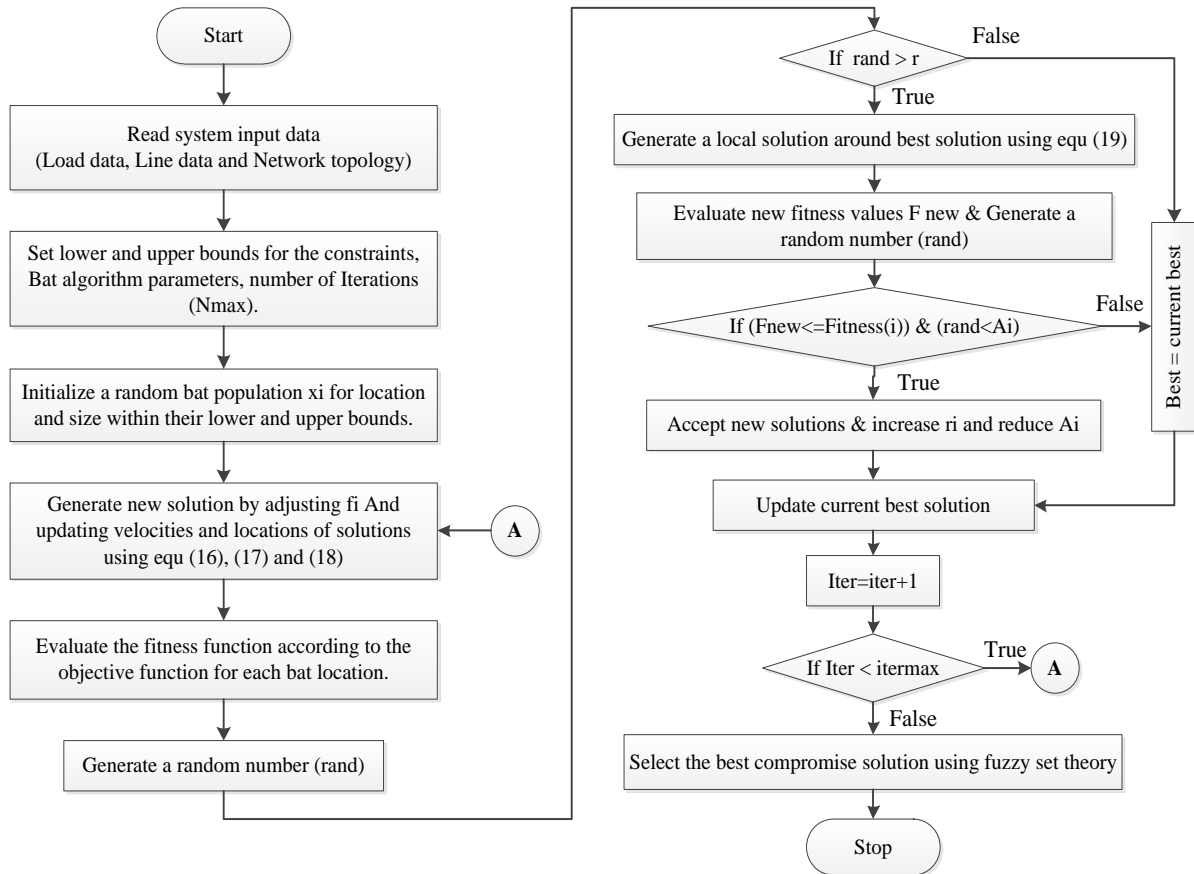 Start
Read system input data
(Load data, Line data and Network topology)
Set lower and upper bounds for the constraints,
Bat algorithm parameters, number of Iterations
(Nmax).
Initialize a random bat population xi for location
and size within their lower and upper bounds.
Generate new solution by adjusting fi And
updating velocities and locations of solutions
using equ (16), (17) and (18)
A
Evaluate the fitness function according to the
objective function for each bat location.
Generate a random number (rand)
If rand > r
False
True
Generate a local solution around best solution using equ (19)
Evaluate new fitness values F new & Generate a
random number (rand)
If (Fnew<=Fitness(i)) & (rand<Ai)
False
Best = current best
True
Accept new solutions & increase ri and reduce Ai
Update current best solution
Iter=iter+1
If Iter < itermax
True
A
False
Select the best compromise solution using fuzzy set theory
Stop